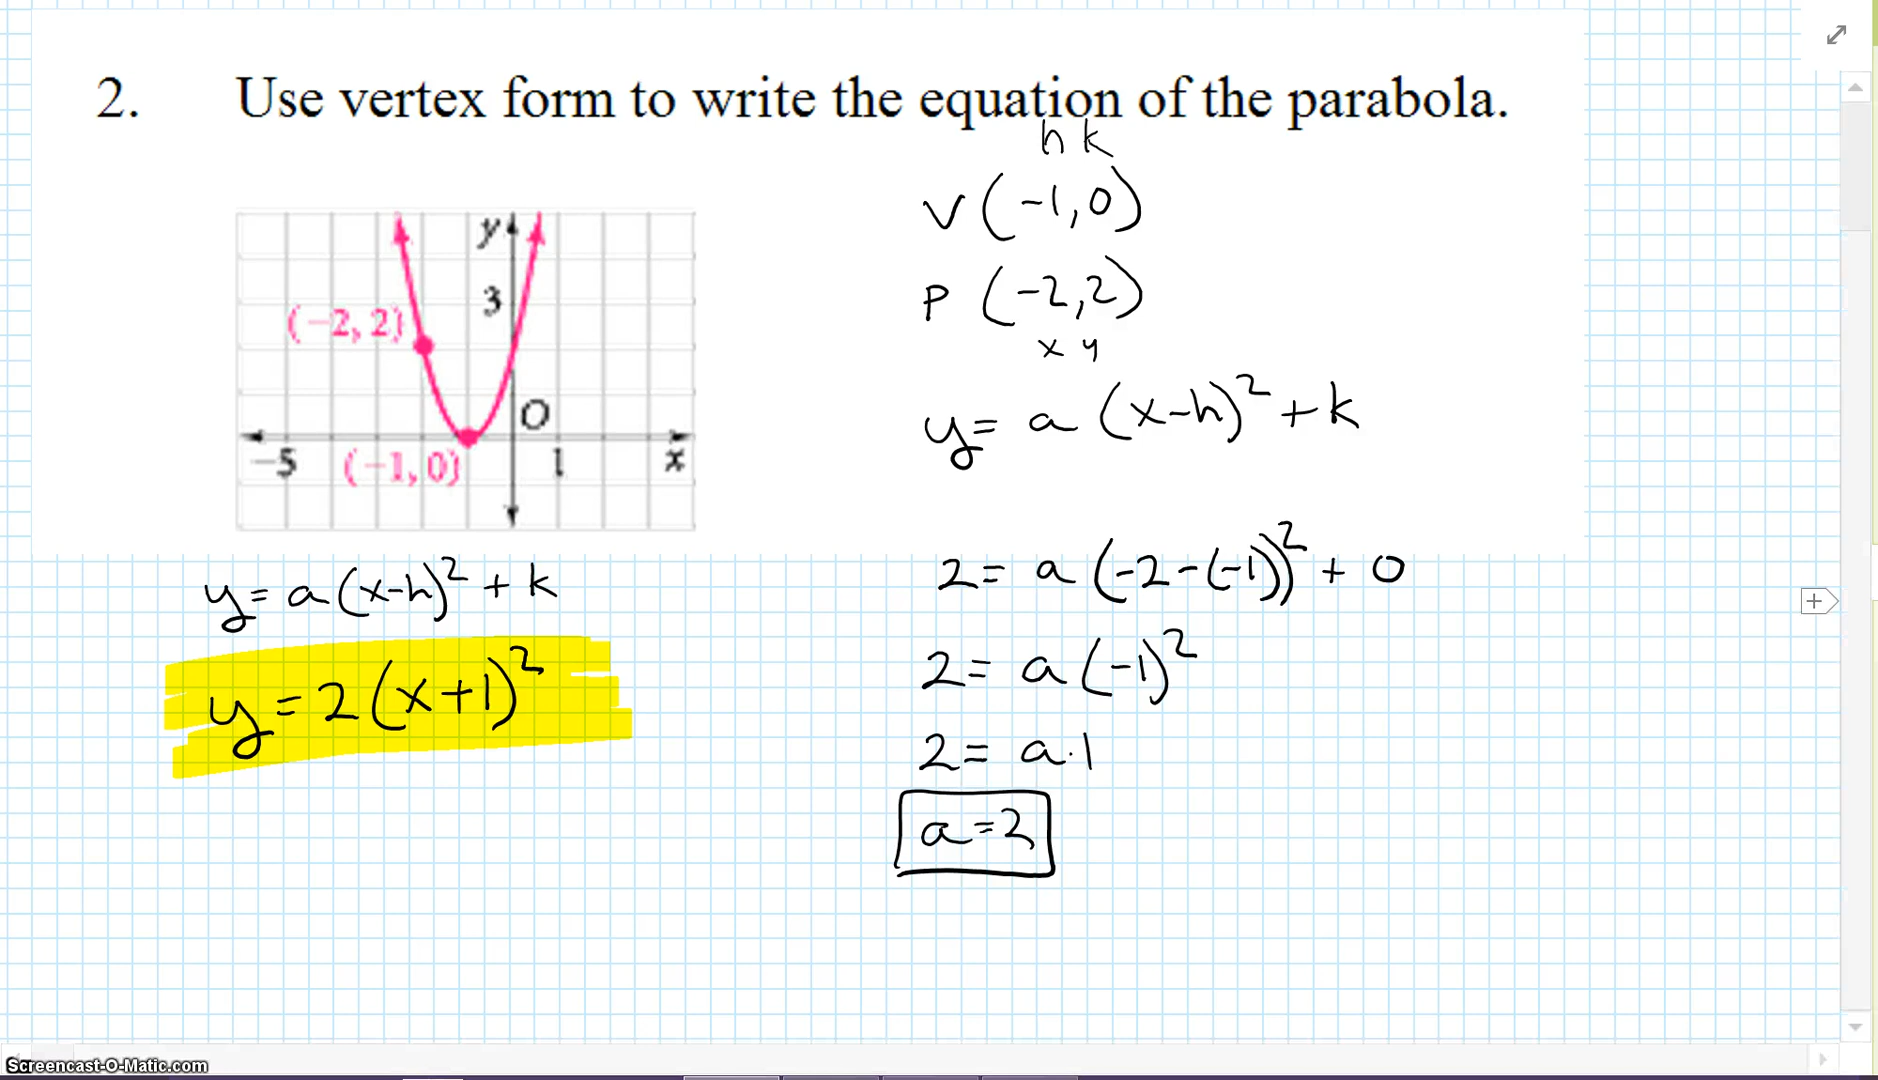 2. Use vertex form to write the equation of the parabola.
h k
V (-1,0)
P (-2,2)
x y
y = a (x-h)² + k
y
3
(-2, 2)
O
-5
(-1, 0)
1
x
2 = a (-2-(-1))² + 0
2 = a (-1)²
2 = a·1
a = 2
y = a (x-h)² + k
y = 2 (x+1)²
Screencast-O-Matic.com